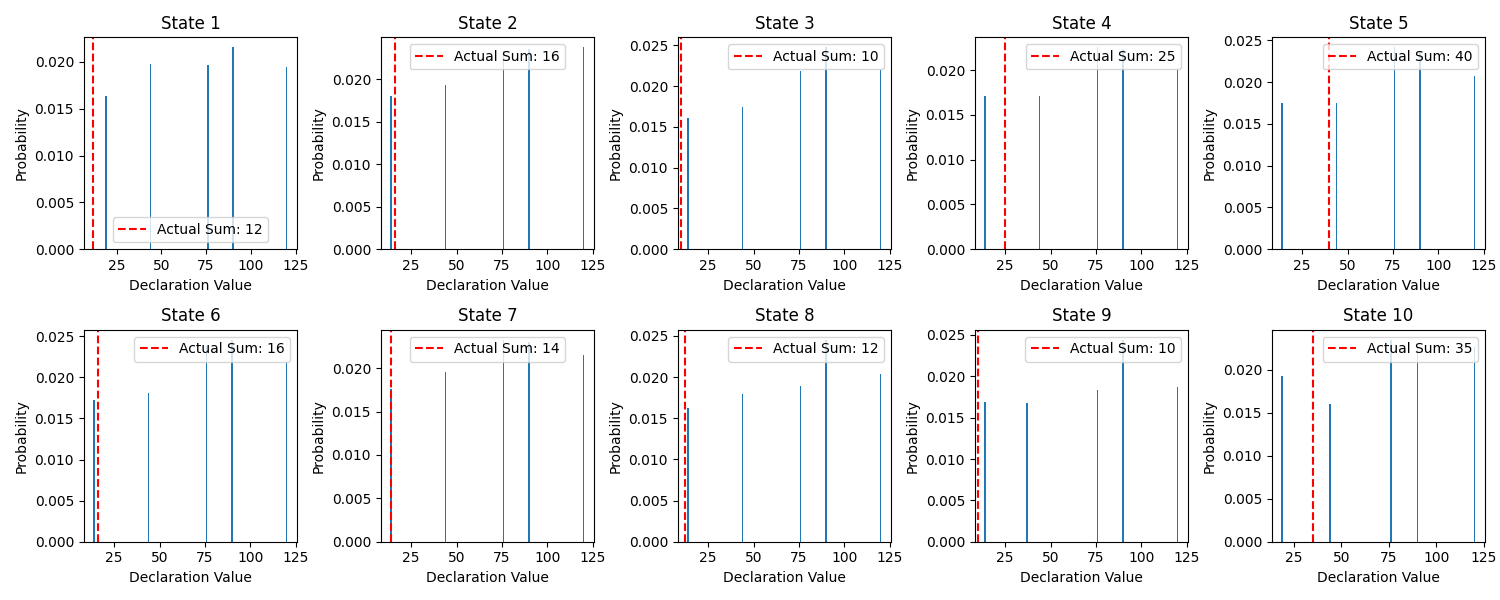 State 1
State 2
State 3
State 4
State 5
Probability
0.020
0.015
0.010
0.005
0.000
Actual Sum: 12
25 50 75 100 125
Declaration Value
Probability
0.020
0.015
0.010
0.005
0.000
Actual Sum: 16
25 50 75 100 125
Declaration Value
Probability
0.025
0.020
0.015
0.010
0.005
0.000
Actual Sum: 10
25 50 75 100 125
Declaration Value
Probability
0.020
0.015
0.010
0.005
0.000
Actual Sum: 25
25 50 75 100 125
Declaration Value
Probability
0.025
0.020
0.015
0.010
0.005
0.000
Actual Sum: 40
25 50 75 100 125
Declaration Value
State 6
State 7
State 8
State 9
State 10
Probability
0.025
0.020
0.015
0.010
0.005
0.000
Actual Sum: 16
25 50 75 100 125
Declaration Value
Probability
0.020
0.015
0.010
0.005
0.000
Actual Sum: 14
25 50 75 100 125
Declaration Value
Probability
0.025
0.020
0.015
0.010
0.005
0.000
Actual Sum: 12
25 50 75 100 125
Declaration Value
Probability
0.025
0.020
0.015
0.010
0.005
0.000
Actual Sum: 10
25 50 75 100 125
Declaration Value
Probability
0.020
0.015
0.010
0.005
0.000
Actual Sum: 35
25 50 75 100 125
Declaration Value